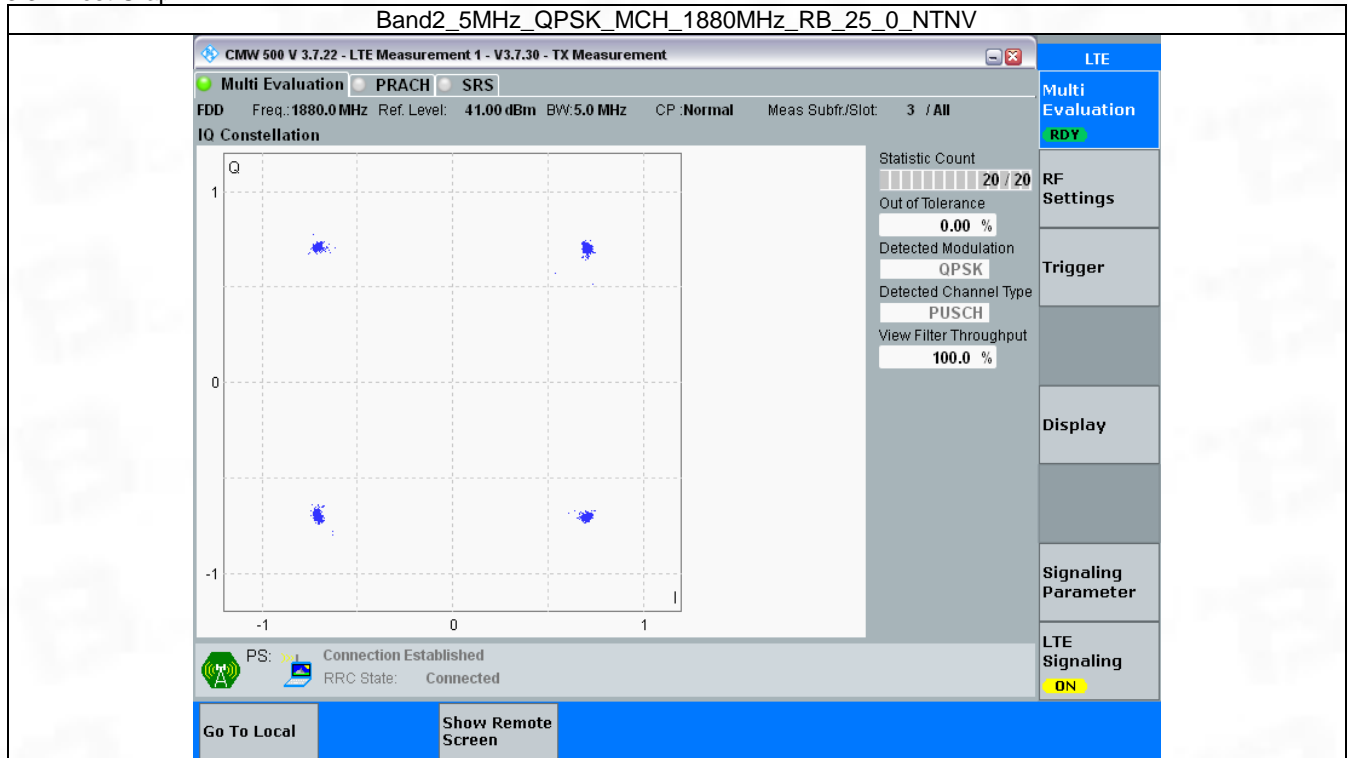 Band2_5MHz_QPSK_MCH_1880MHz_RB_25_0_NTNV
CMW 500 V 3.7.22 - LTE Measurement 1 - V3.7.30 - TX Measurement
LTE
Multi Evaluation PRACH SRS
FDD Freq.:1880.0 MHz Ref. Level: 41.00 dBm BW:5.0 MHz CP :Normal Meas Subfr./Slot: 3 / All
IQ Constellation
Q
1
0
-1
I
-1 0 1
Statistic Count
20 / 20
Out of Tolerance
0.00 %
Detected Modulation
QPSK
Detected Channel Type
PUSCH
View Filter Throughput
100.0 %
Multi
Evaluation
RDY
RF
Settings
Trigger
Display
Signaling
Parameter
LTE
Signaling
ON
PS: Connection Established
RRC State: Connected
Go To Local
Show Remote
Screen